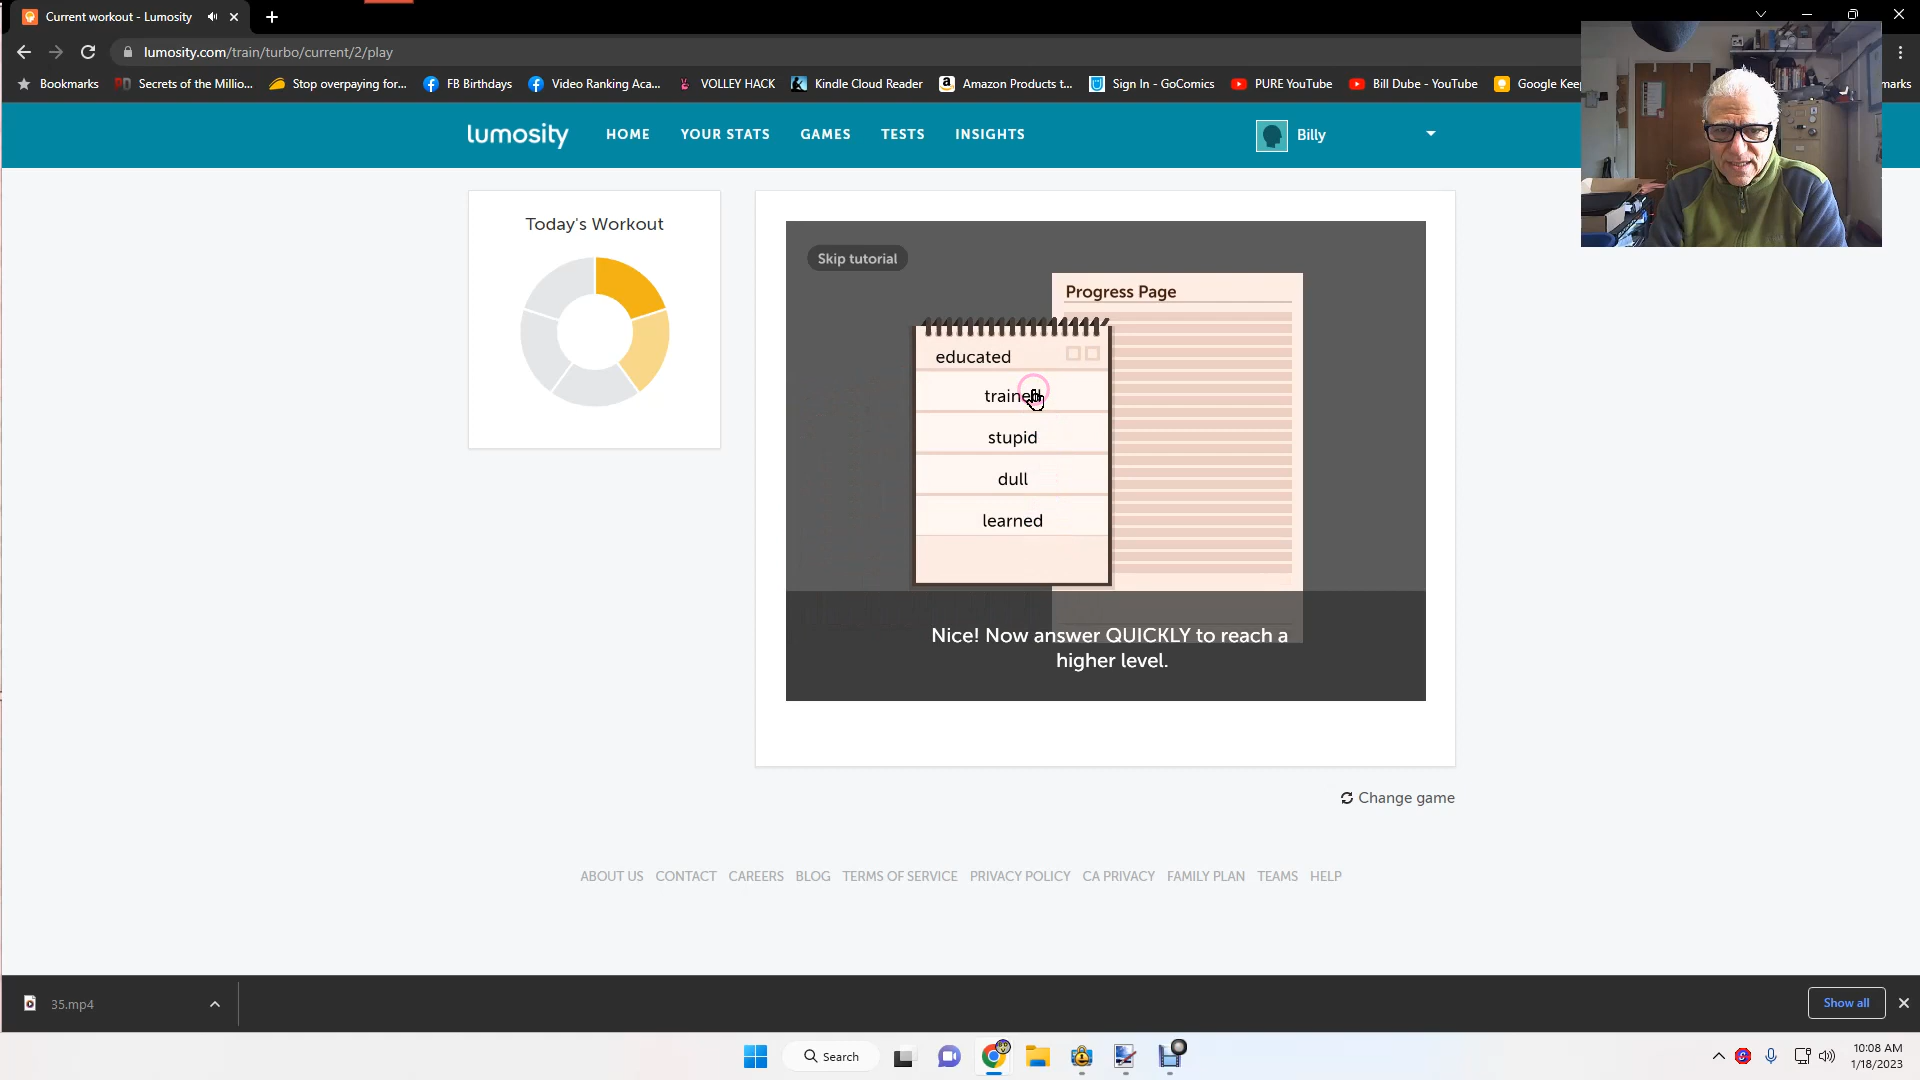 Current workout - Lumosity
lumosity.com/train/turbo/current/2/play
Bookmarks
Secrets of the Millio...
Stop overpaying for...
FB Birthdays
Video Ranking Aca...
VOLLEY HACK
Kindle Cloud Reader
Amazon Products t...
Sign In - GoComics
PURE YouTube
Bill Dube - YouTube
Google Keep
marks
lumosity
HOME
YOUR STATS
GAMES
TESTS
INSIGHTS
Billy
Today's Workout
Skip tutorial
Progress Page
educated
trained
stupid
dull
learned
Nice! Now answer QUICKLY to reach a
higher level.
Change game
ABOUT US
CONTACT
CAREERS
BLOG
TERMS OF SERVICE
PRIVACY POLICY
CA PRIVACY
FAMILY PLAN
TEAMS
HELP
35.mp4
Show all
Search
10:08 AM
1/18/2023